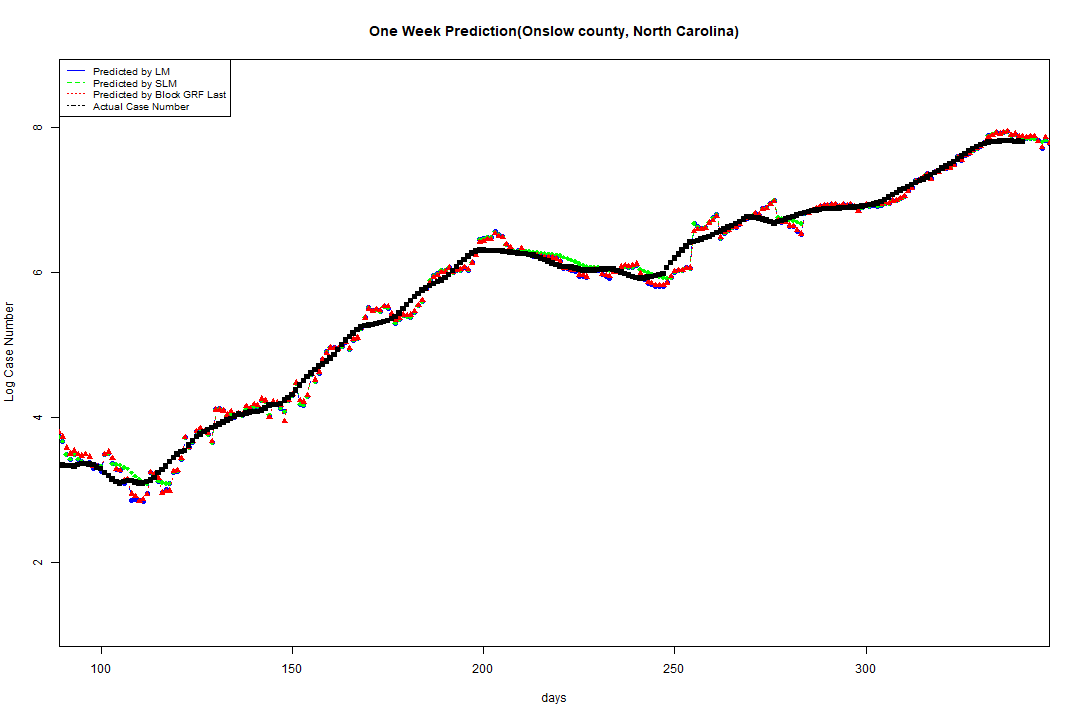 One Week Prediction(Onslow county, North Carolina)
Predicted by LM
Predicted by SLM
Predicted by Block GRF Last
Actual Case Number
8
6
4
2
Log Case Number
100 150 200 250 300
days